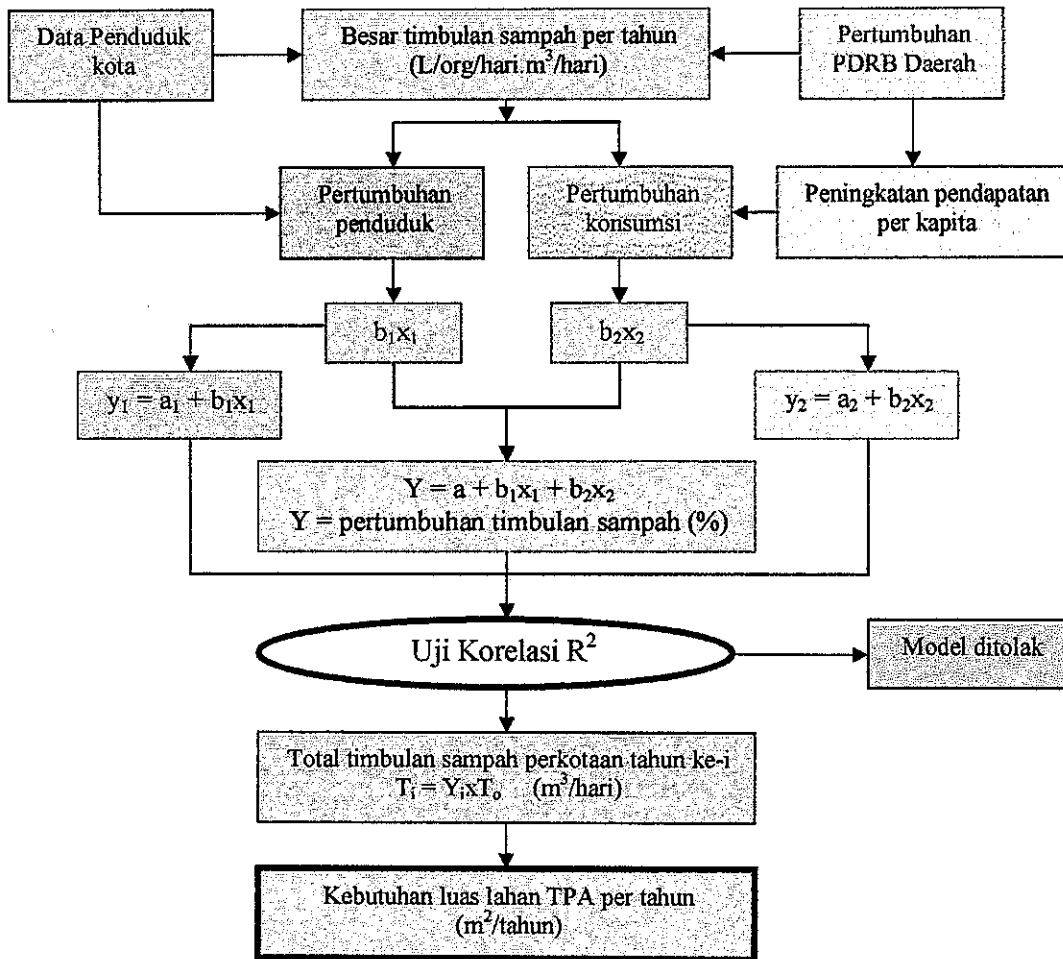 Data Penduduk
kota
Besar timbulan sampah per tahun
(L/org/hari.m³/hari)
Pertumbuhan
PDRB Daerah
Pertumbuhan
penduduk
Pertumbuhan
konsumsi
Peningkatan pendapatan
per kapita
b₁x₁
b₂x₂
y₁ = a₁ + b₁x₁
y₂ = a₂ + b₂x₂
Y = a + b₁x₁ + b₂x₂
Y = pertumbuhan timbulan sampah (%)
Uji Korelasi R²
Model ditolak
Total timbulan sampah perkotaan tahun ke-i
Tᵢ = YᵢxTₒ (m³/hari)
Kebutuhan luas lahan TPA per tahun
(m²/tahun)